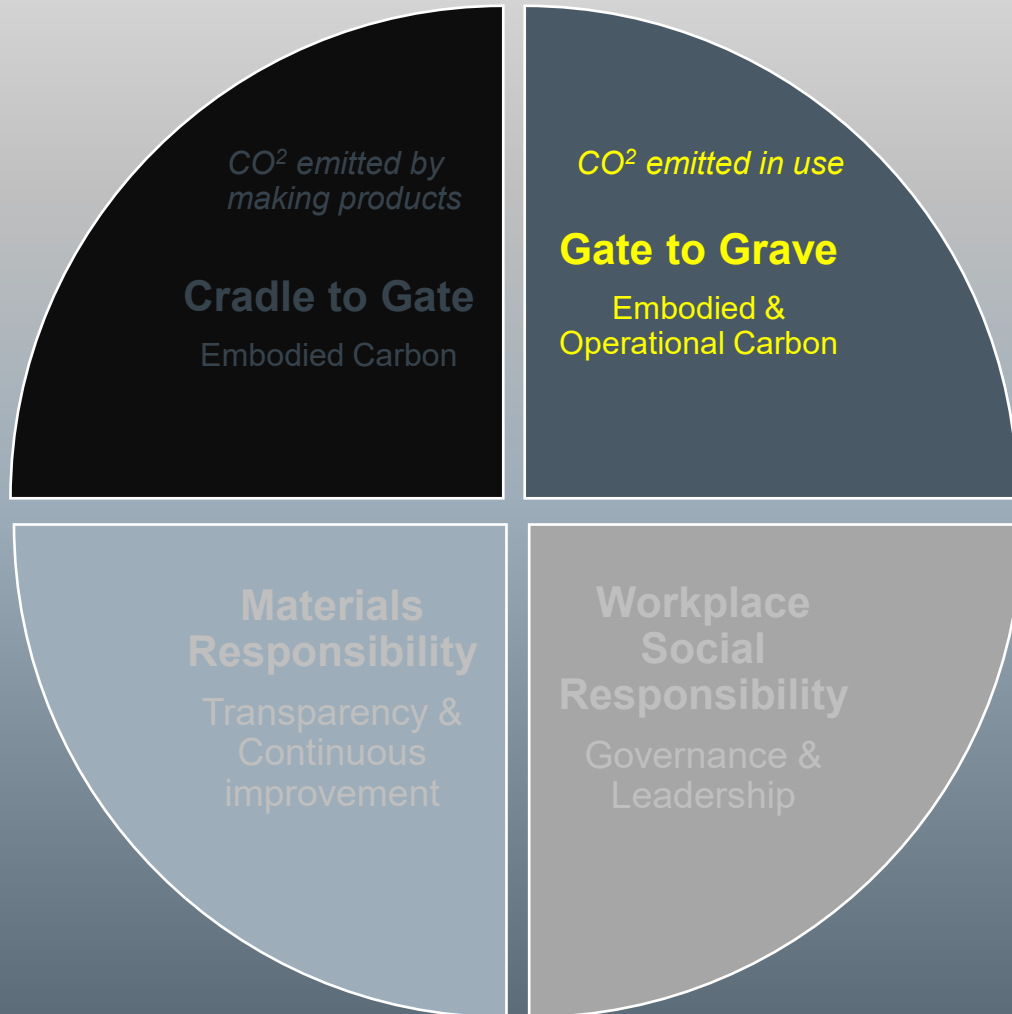 CO² emitted by
making products
Cradle to Gate
Embodied Carbon
CO² emitted in use
Gate to Grave
Embodied &
Operational Carbon
Materials
Responsibility
Transparency &
Continuous
improvement
Workplace
Social
Responsibility
Governance &
Leadership